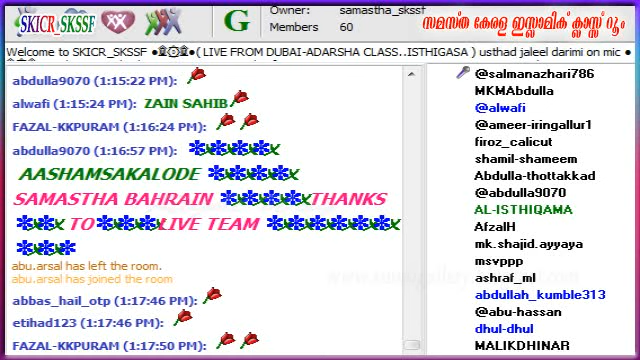 SKICR_SKSSF
G
Owner: samastha_skssf
Members 60
സമസ്ത കേരള ഇസ്ലാമിക് ക്ലാസ്സ് റൂം
Welcome to SKICR_SKSSF ( LIVE FROM DUBAI-ADARSHA CLASS..ISTHIGASA ) usthad jaleel darimi on mic
abdulla9070 (1:15:22 PM):
alwafi (1:15:24 PM): ZAIN SAHIB
FAZAL-KKPURAM (1:16:24 PM):
abdulla9070 (1:16:57 PM):
AASHAMSAKALODE
SAMASTHA BAHRAIN THANKS
TO LIVE TEAM
abu.arsal has left the room.
abu.arsal has joined the room
abbas_hail_otp (1:17:46 PM):
etihad123 (1:17:46 PM):
FAZAL-KKPURAM (1:17:50 PM):
@salmanazhari786
MKMAbdulla
@alwafi
@ameer-iringallur1
firoz_calicut
shamil-shameem
Abdulla-thottakkad
@abdulla9070
AL-ISTHIQAMA
AfzalH
mk.shajid.ayyaya
msvppp
ashraf_ml
abdullah_kumble313
@abu-hassan
dhul-dhul
MALIKDHINAR